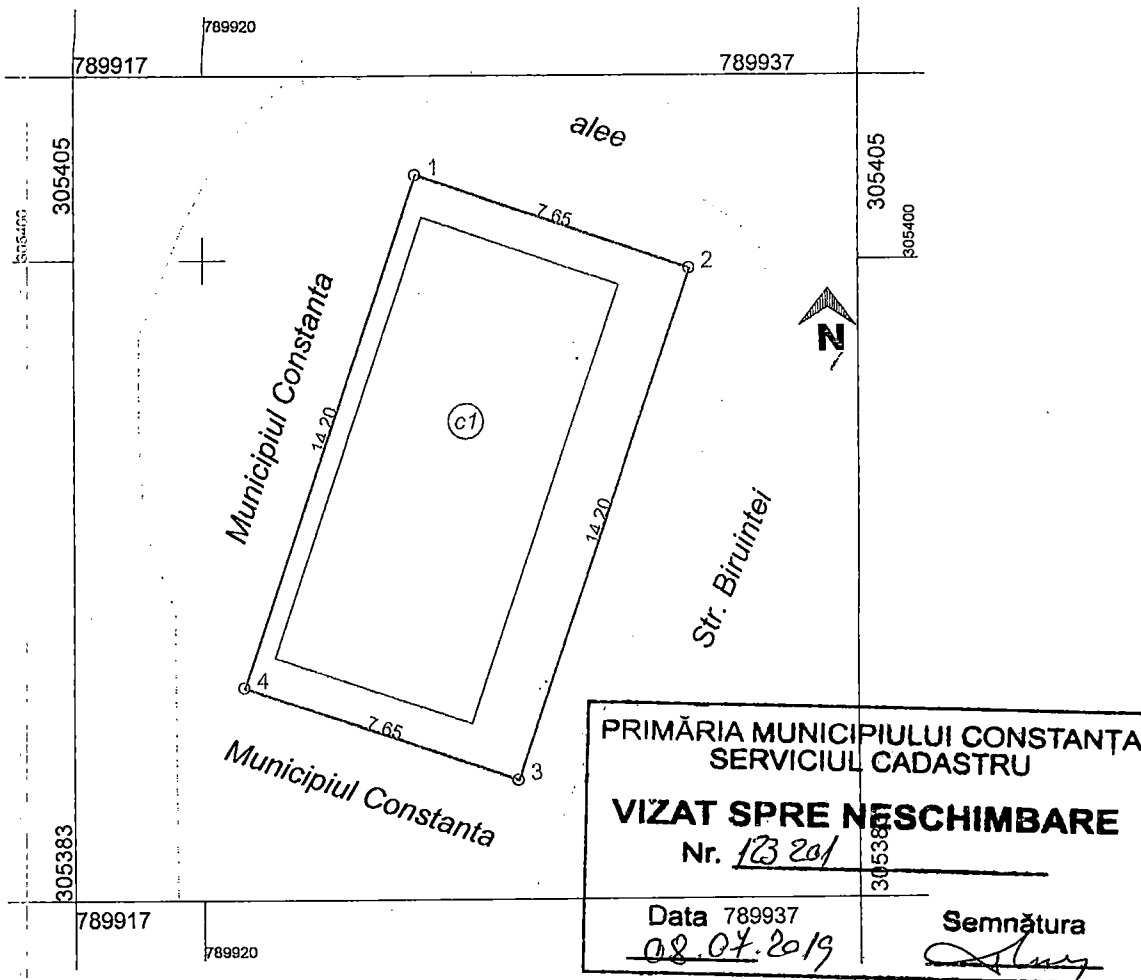 789920
789917
789937
alee
305405
305405
305400
305400
1
7.65
2
N
Municipiul Constanta
14.20
c1
14.20
Str. Biruintei
4
7.65
3
Municipiul Constanta
305383
305383
789917
789920
PRIMĂRIA MUNICIPIULUI CONSTANȚA
SERVICIUL CADASTRU
VIZAT SPRE NESCHIMBARE
Nr. 123 201
Data 789937
Semnătura
08.07.2019